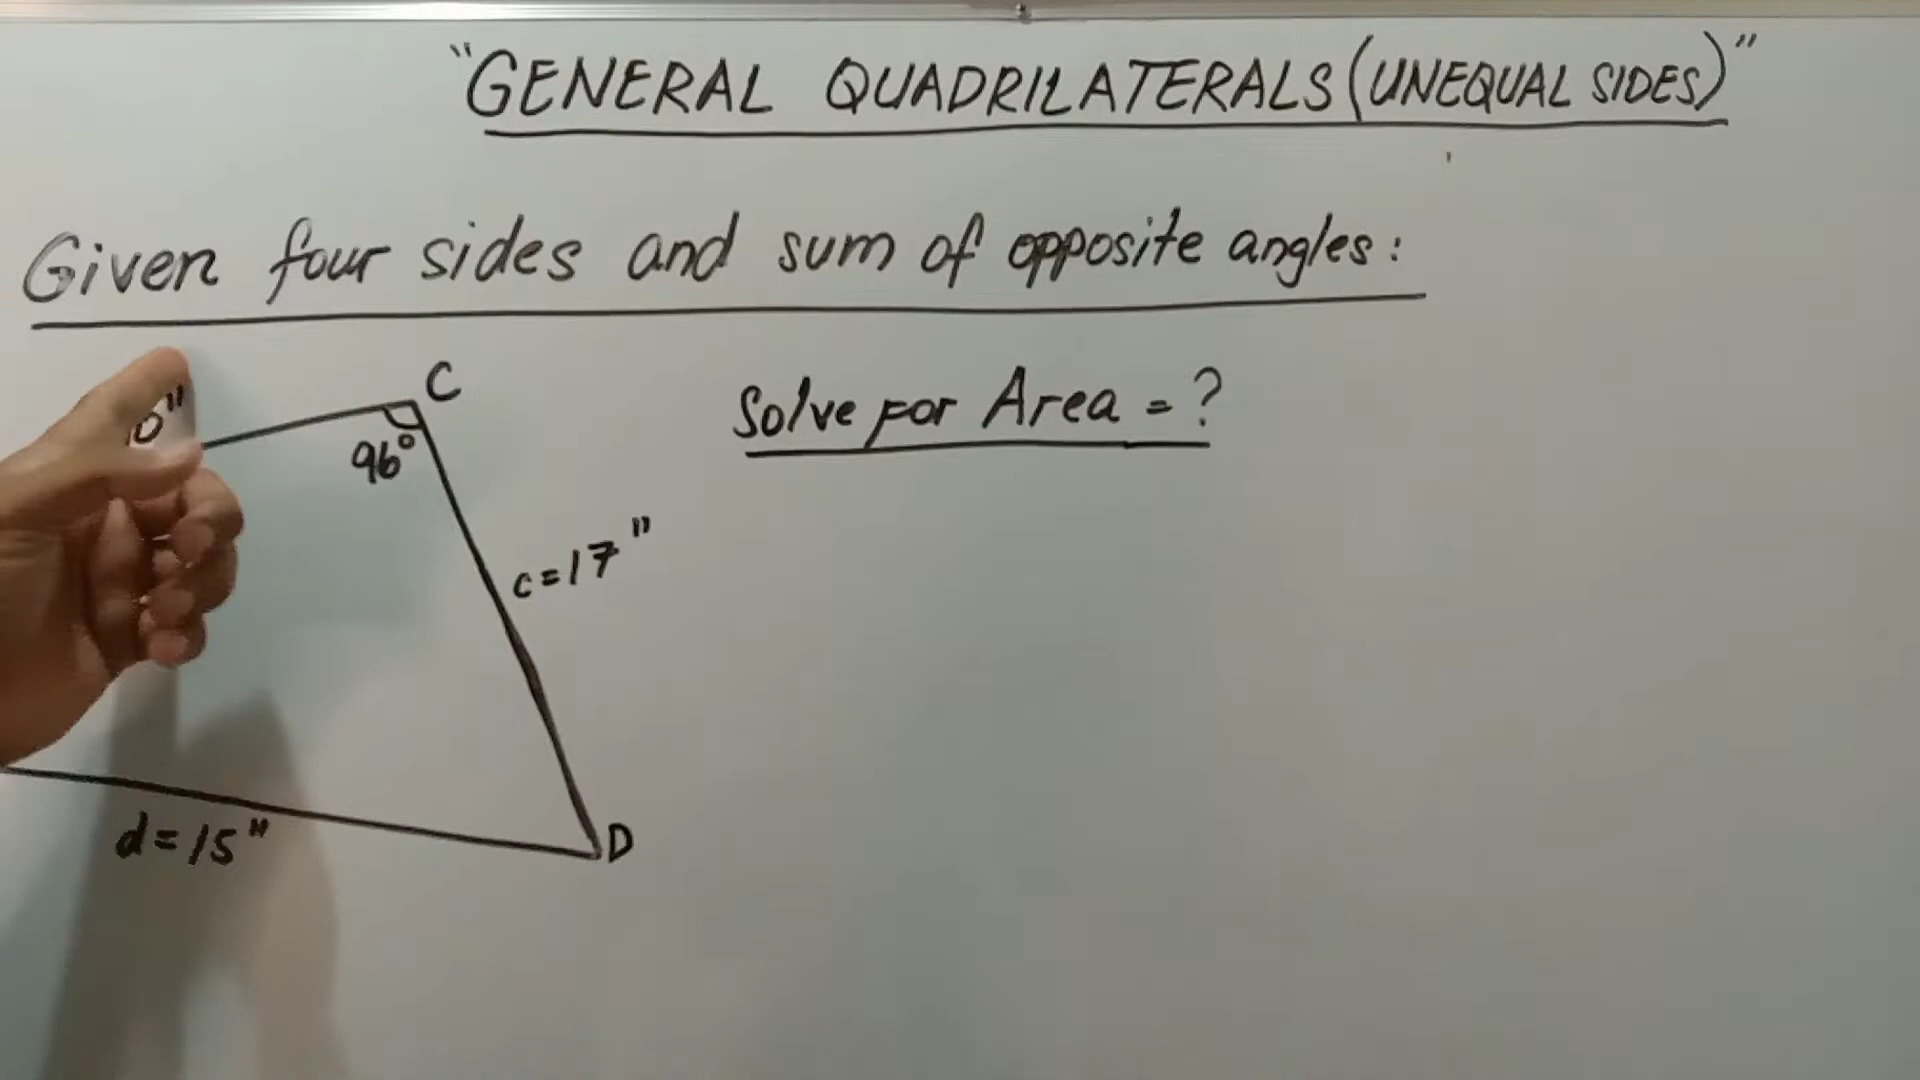 "GENERAL QUADRILATERALS (UNEQUAL SIDES)"
Given four sides and sum of opposite angles:
Solve for Area = ?
C
96°
c=17"
d=15"
D